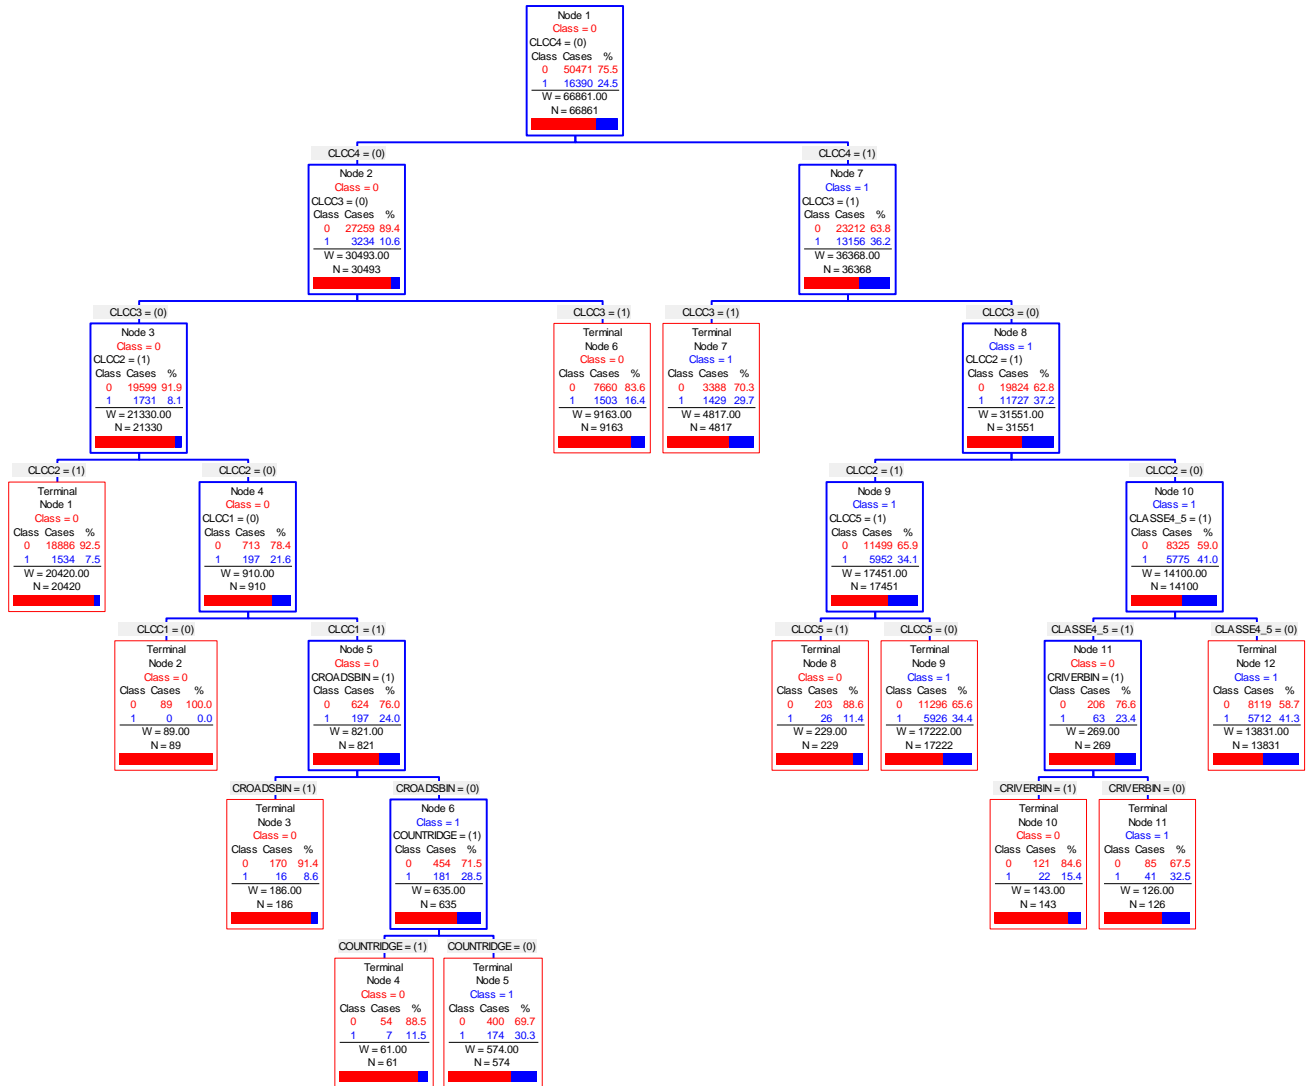 Node 1
Class = 0
CLCC4 = (0)
Class Cases %
0 50471 75.5
1 16390 24.5
W = 66861.00
N = 66861
CLCC4 = (0)
CLCC4 = (1)
Node 2
Class = 0
CLCC3 = (0)
Class Cases %
0 27259 89.4
1 3234 10.6
W = 30493.00
N = 30493
Node 7
Class = 1
CLCC3 = (1)
Class Cases %
0 23212 63.8
1 13156 36.2
W = 36368.00
N = 36368
CLCC3 = (0)
CLCC3 = (1)
CLCC3 = (1)
CLCC3 = (0)
Node 3
Class = 0
CLCC2 = (1)
Class Cases %
0 19599 91.9
1 1731 8.1
W = 21330.00
N = 21330
Terminal
Node 6
Class = 0
Class Cases %
0 7660 83.6
1 1503 16.4
W = 9163.00
N = 9163
Terminal
Node 7
Class = 1
Class Cases %
0 3388 70.3
1 1429 29.7
W = 4817.00
N = 4817
Node 8
Class = 1
CLCC2 = (1)
Class Cases %
0 19824 62.8
1 11727 37.2
W = 31551.00
N = 31551
CLCC2 = (1)
CLCC2 = (0)
CLCC2 = (1)
CLCC2 = (0)
Terminal
Node 1
Class = 0
Class Cases %
0 18886 92.5
1 1534 7.5
W = 20420.00
N = 20420
Node 4
Class = 0
CLCC1 = (0)
Class Cases %
0 713 78.4
1 197 21.6
W = 910.00
N = 910
Node 9
Class = 1
CLCC5 = (1)
Class Cases %
0 11499 65.9
1 5952 34.1
W = 17451.00
N = 17451
Node 10
Class = 1
CLASSE4_5 = (1)
Class Cases %
0 8325 59.0
1 5775 41.0
W = 14100.00
N = 14100
CLCC1 = (0)
CLCC1 = (1)
CLCC5 = (1)
CLCC5 = (0)
CLASSE4_5 = (1)
CLASSE4_5 = (0)
Terminal
Node 2
Class = 0
Class Cases %
0 89 100.0
1 0 0.0
W = 89.00
N = 89
Node 5
Class = 0
CROADSBIN = (1)
Class Cases %
0 624 76.0
1 197 24.0
W = 821.00
N = 821
Terminal
Node 8
Class = 0
Class Cases %
0 203 88.6
1 26 11.4
W = 229.00
N = 229
Terminal
Node 9
Class = 1
Class Cases %
0 11296 65.6
1 5926 34.4
W = 17222.00
N = 17222
Node 11
Class = 0
CRIVERBIN = (1)
Class Cases %
0 206 76.6
1 63 23.4
W = 269.00
N = 269
Terminal
Node 12
Class = 1
Class Cases %
0 8119 58.7
1 5712 41.3
W = 13831.00
N = 13831
CROADSBIN = (1)
CROADSBIN = (0)
CRIVERBIN = (1)
CRIVERBIN = (0)
Terminal
Node 3
Class = 0
Class Cases %
0 170 91.4
1 16 8.6
W = 186.00
N = 186
Node 6
Class = 1
COUNTRIDGE = (1)
Class Cases %
0 454 71.5
1 181 28.5
W = 635.00
N = 635
Terminal
Node 10
Class = 0
Class Cases %
0 121 84.6
1 22 15.4
W = 143.00
N = 143
Terminal
Node 11
Class = 1
Class Cases %
0 85 67.5
1 41 32.5
W = 126.00
N = 126
COUNTRIDGE = (1)
COUNTRIDGE = (0)
Terminal
Node 4
Class = 0
Class Cases %
0 54 88.5
1 7 11.5
W = 61.00
N = 61
Terminal
Node 5
Class = 1
Class Cases %
0 400 69.7
1 174 30.3
W = 574.00
N = 574